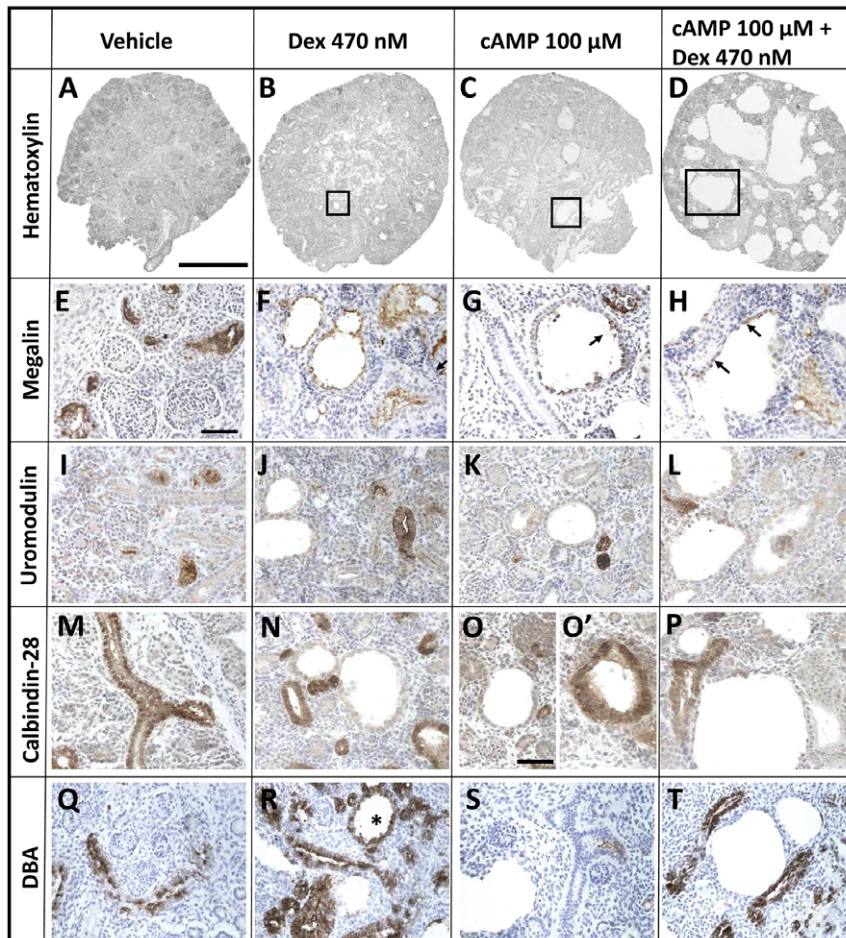 Vehicle
Dex 470 nM
cAMP 100 μM
cAMP 100 μM +
Dex 470 nM
Hematoxylin
A
B
C
D
Megalin
E
F
G
H
Uromodulin
I
J
K
L
Calbindin-28
M
N
O
O’
P
DBA
Q
R
*
S
T